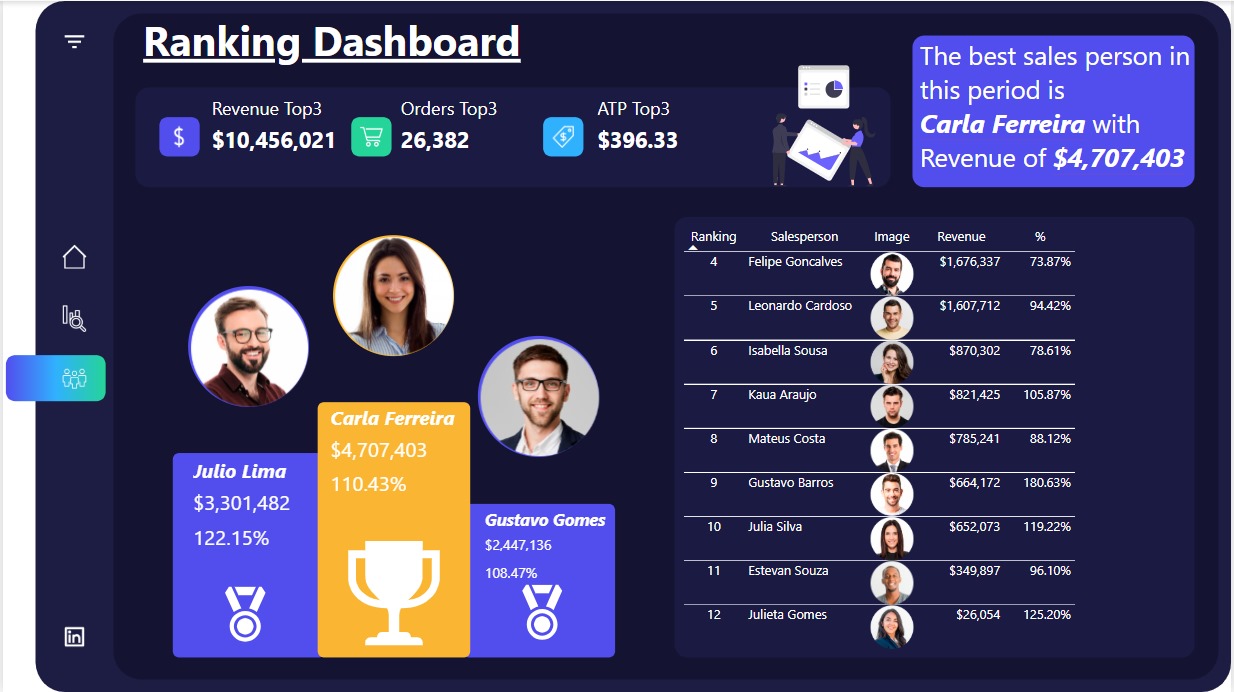 Ranking Dashboard
Revenue Top3
$10,456,021
Orders Top3
26,382
ATP Top3
$396.33
The best sales person in
this period is
Carla Ferreira with
Revenue of $4,707,403
Julio Lima
$3,301,482
122.15%
Carla Ferreira
$4,707,403
110.43%
Gustavo Gomes
$2,447,136
108.47%
Ranking Salesperson Image Revenue %
4 Felipe Goncalves $1,676,337 73.87%
5 Leonardo Cardoso $1,607,712 94.42%
6 Isabella Sousa $870,302 78.61%
7 Kaua Araujo $821,425 105.87%
8 Mateus Costa $785,241 88.12%
9 Gustavo Barros $664,172 180.63%
10 Julia Silva $652,073 119.22%
11 Estevan Souza $349,897 96.10%
12 Julieta Gomes $26,054 125.20%
in